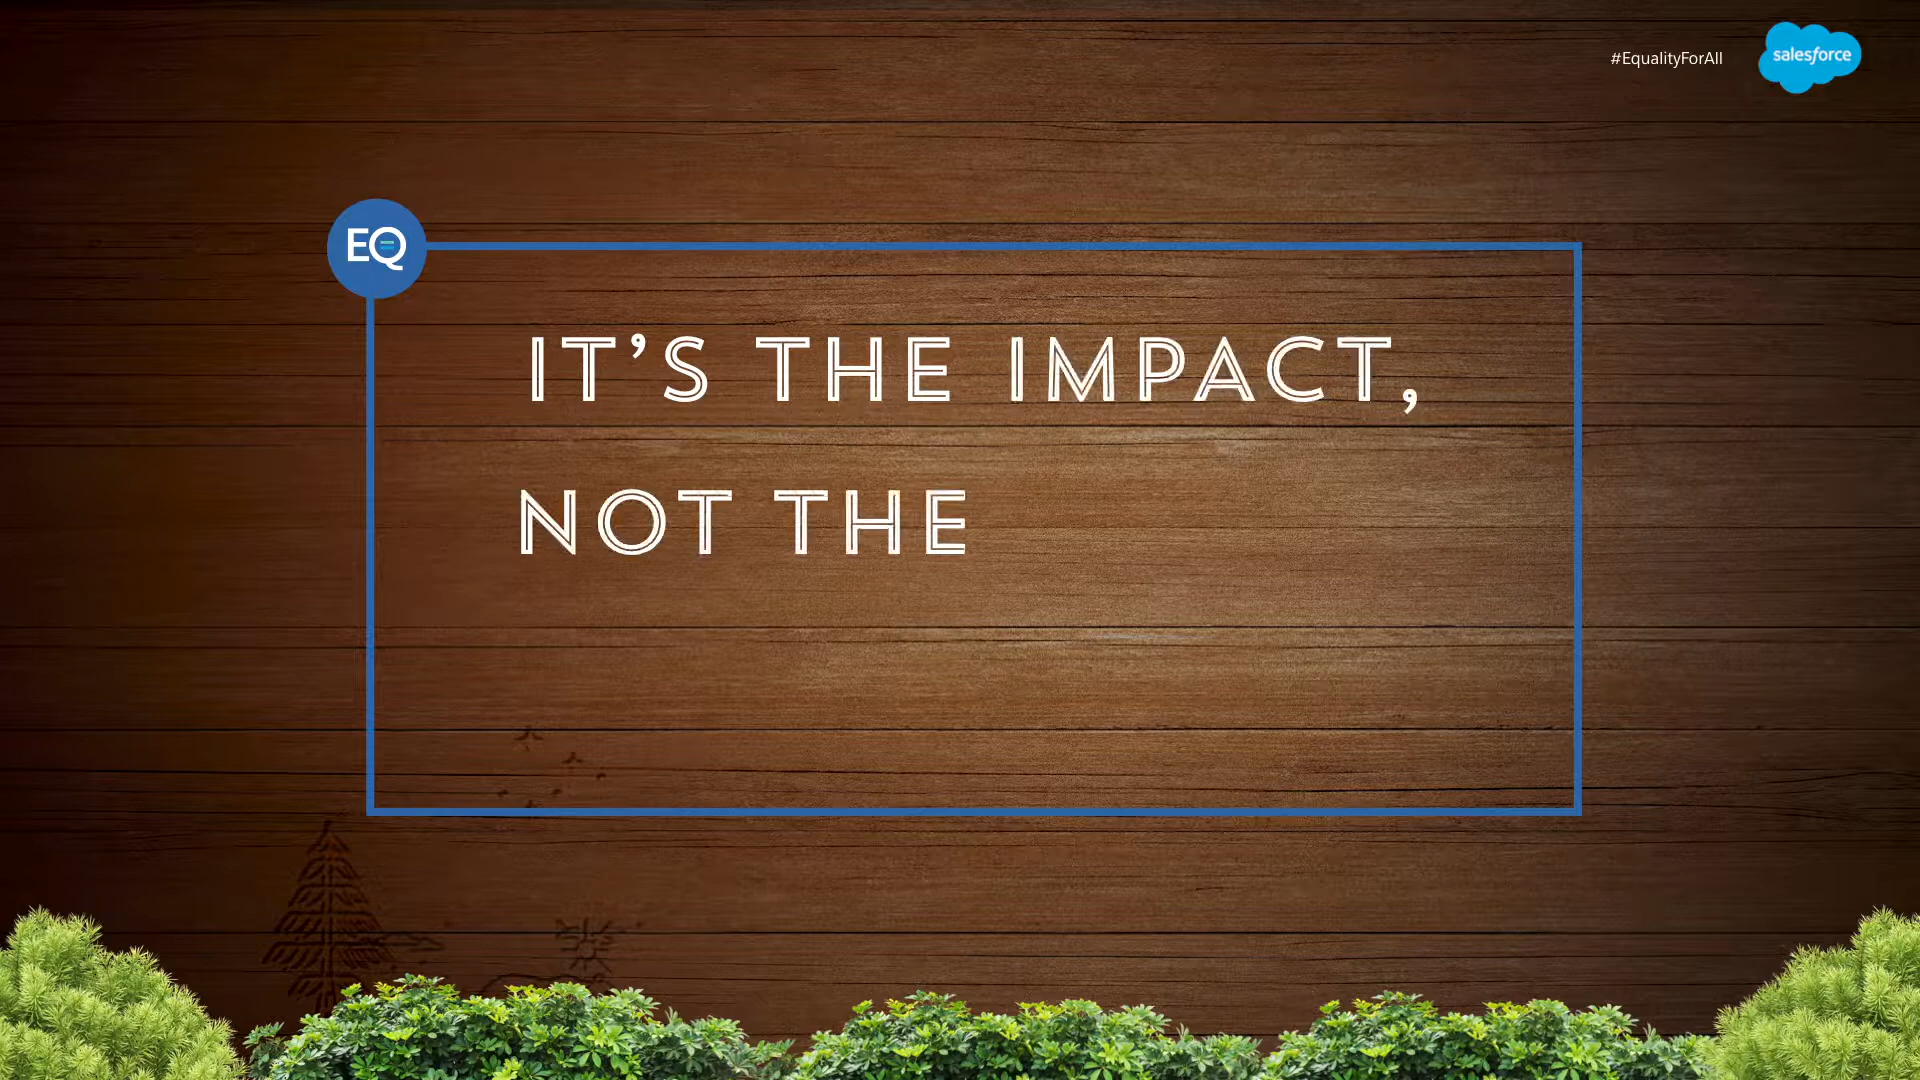 #EqualityForAll
salesforce
EQ
IT’S THE IMPACT,
NOT THE